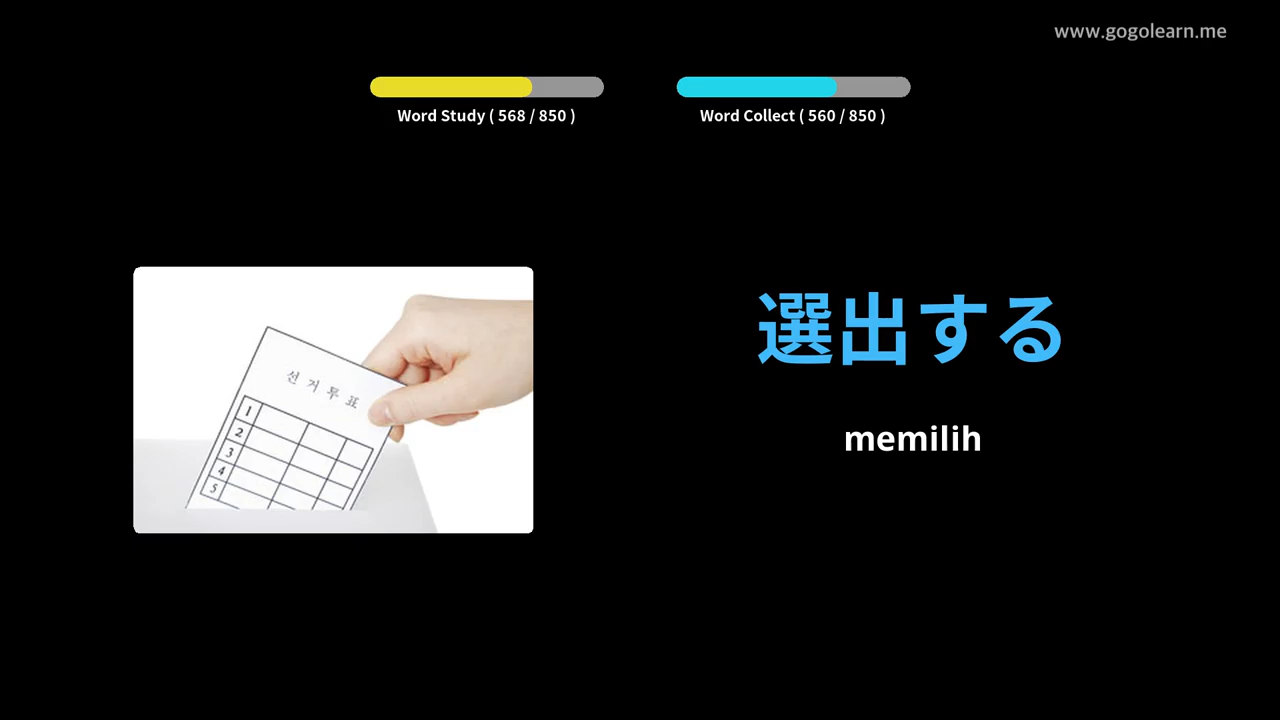 www.gogolearn.me
Word Study ( 568 / 850 )
Word Collect ( 560 / 850 )
선거투표
1
2
3
4
5
選出する
memilih